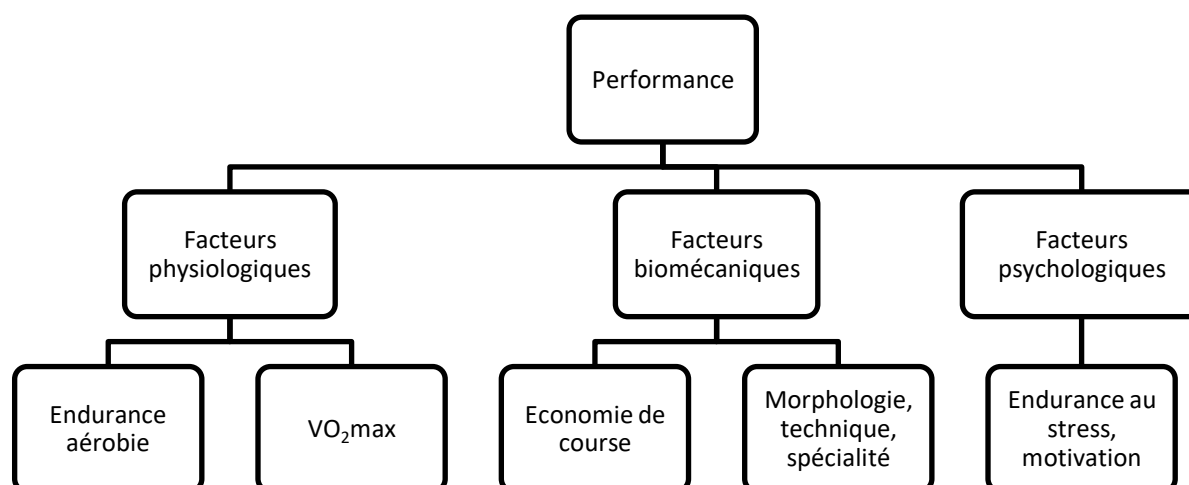 Performance
Facteurs
physiologiques
Facteurs
biomécaniques
Facteurs
psychologiques
Endurance
aérobie
VO₂max
Economie de
course
Morphologie,
technique,
spécialité
Endurance au
stress,
motivation